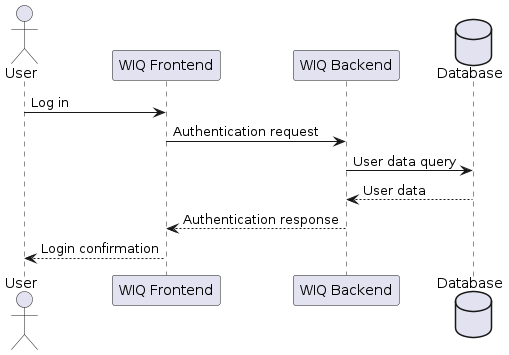 User
WIQ Frontend
WIQ Backend
Database
Log in
Authentication request
User data query
User data
Authentication response
Login confirmation
User
WIQ Frontend
WIQ Backend
Database